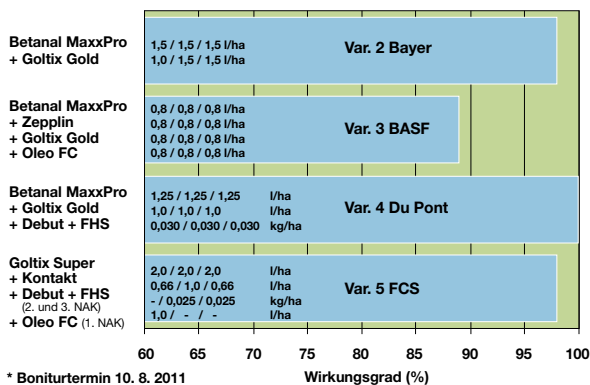 Betanal MaxxPro
+ Goltix Gold
1,5 / 1,5 / 1,5 l/ha
1,0 / 1,5 / 1,5 l/ha
Var. 2 Bayer
Betanal MaxxPro
+ Zepplin
+ Goltix Gold
+ Oleo FC
0,8 / 0,8 / 0,8 l/ha
0,8 / 0,8 / 0,8 l/ha
0,8 / 0,8 / 0,8 l/ha
0,8 / 0,8 / 0,8 l/ha
Var. 3 BASF
Betanal MaxxPro
+ Goltix Gold
+ Debut + FHS
1,25 / 1,25 / 1,25 l/ha
1,0 / 1,0 / 1,0 l/ha
0,030 / 0,030 / 0,030 kg/ha
Var. 4 Du Pont
Goltix Super
+ Kontakt
+ Debut + FHS
(2. und 3. NAK)
+ Oleo FC (1. NAK)
2,0 / 2,0 / 2,0 l/ha
0,66 / 1,0 / 0,66 l/ha
- / 0,025 / 0,025 kg/ha
1,0 / - / - l/ha
Var. 5 FCS
60 65 70 75 80 85 90 95 100
* Boniturtermin 10. 8. 2011
Wirkungsgrad (%)